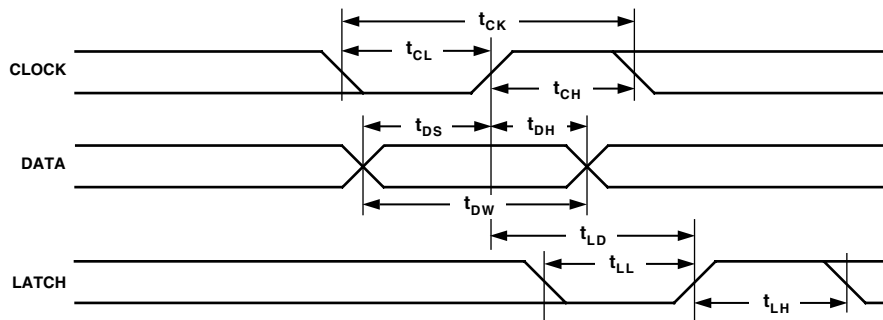 tCK
tCL
CLOCK
tCH
tDS tDH
DATA
tDW
tLD
tLL
LATCH
tLH